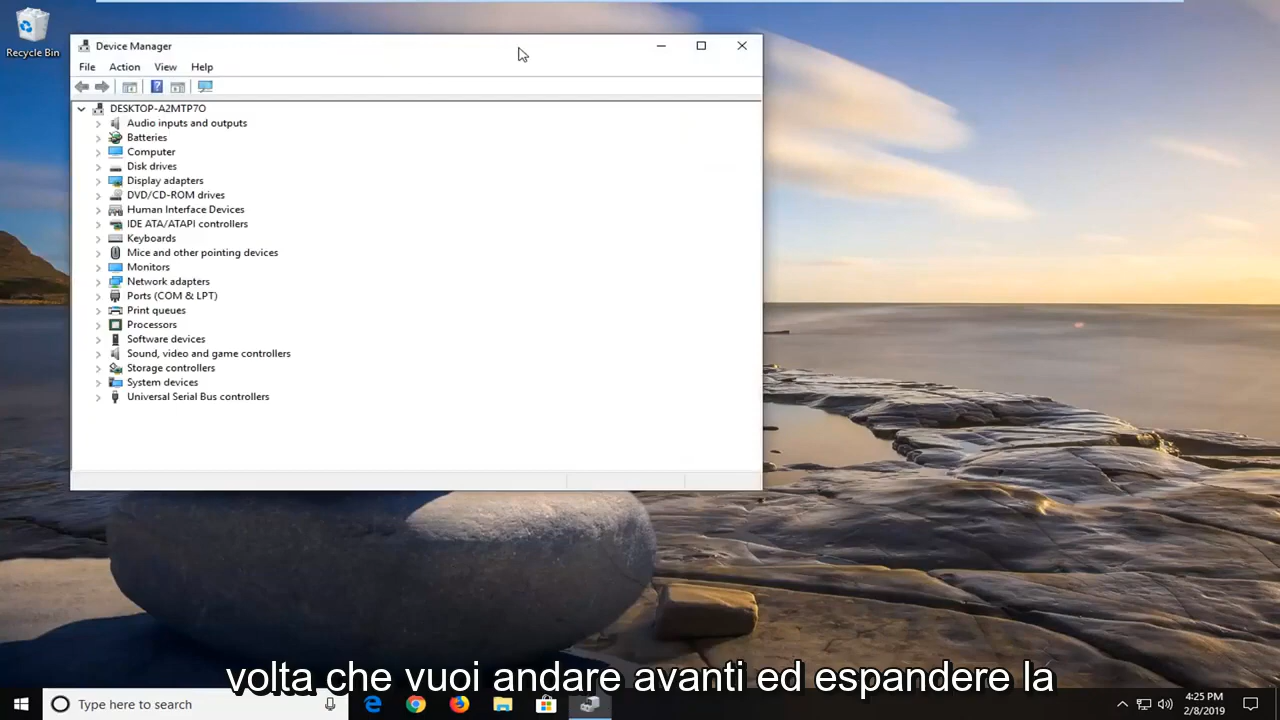 Recycle Bin
Device Manager
File Action View Help
DESKTOP-A2MTP7O
Audio inputs and outputs
Batteries
Computer
Disk drives
Display adapters
DVD/CD-ROM drives
Human Interface Devices
IDE ATA/ATAPI controllers
Keyboards
Mice and other pointing devices
Monitors
Network adapters
Ports (COM & LPT)
Print queues
Processors
Software devices
Sound, video and game controllers
Storage controllers
System devices
Universal Serial Bus controllers
volta che vuoi andare avanti ed espandere la
Type here to search
4:25 PM
2/8/2019